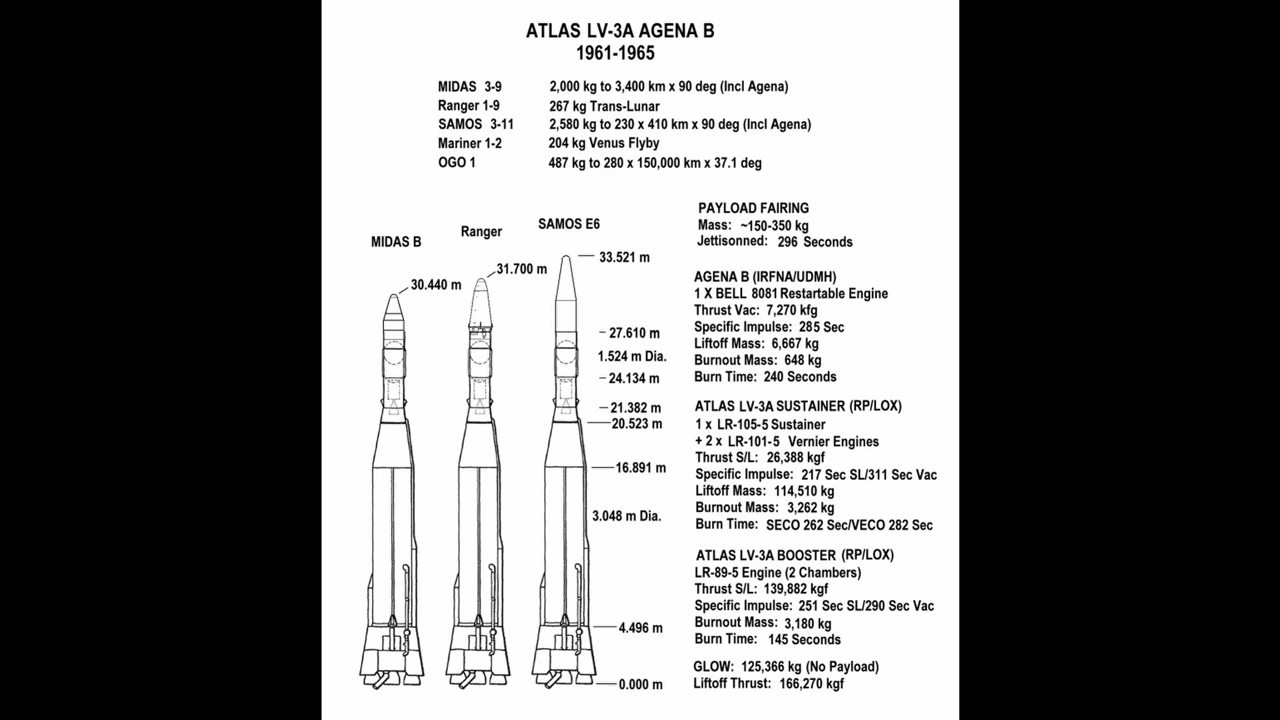 ATLAS LV-3A AGENA B
1961-1965
MIDAS 3-9 2,000 kg to 3,400 km x 90 deg (Incl Agena)
Ranger 1-9 267 kg Trans-Lunar
SAMOS 3-11 2,580 kg to 230 x 410 km x 90 deg (Incl Agena)
Mariner 1-2 204 kg Venus Flyby
OGO 1 487 kg to 280 x 150,000 km x 37.1 deg
MIDAS B
Ranger
SAMOS E6
30.440 m
31.700 m
33.521 m
27.610 m
1.524 m Dia.
24.134 m
21.382 m
20.523 m
16.891 m
3.048 m Dia.
4.496 m
0.000 m
PAYLOAD FAIRING
Mass: ~150-350 kg
Jettisonned: 296 Seconds
AGENA B (IRFNA/UDMH)
1 X BELL 8081 Restartable Engine
Thrust Vac: 7,270 kfg
Specific Impulse: 285 Sec
Liftoff Mass: 6,667 kg
Burnout Mass: 648 kg
Burn Time: 240 Seconds
ATLAS LV-3A SUSTAINER (RP/LOX)
1 x LR-105-5 Sustainer
+ 2 x LR-101-5 Vernier Engines
Thrust S/L: 26,388 kgf
Specific Impulse: 217 Sec SL/311 Sec Vac
Liftoff Mass: 114,510 kg
Burnout Mass: 3,262 kg
Burn Time: SECO 262 Sec/VECO 282 Sec
ATLAS LV-3A BOOSTER (RP/LOX)
LR-89-5 Engine (2 Chambers)
Thrust S/L: 139,882 kgf
Specific Impulse: 251 Sec SL/290 Sec Vac
Burnout Mass: 3,180 kg
Burn Time: 145 Seconds
GLOW: 125,366 kg (No Payload)
Liftoff Thrust: 166,270 kgf